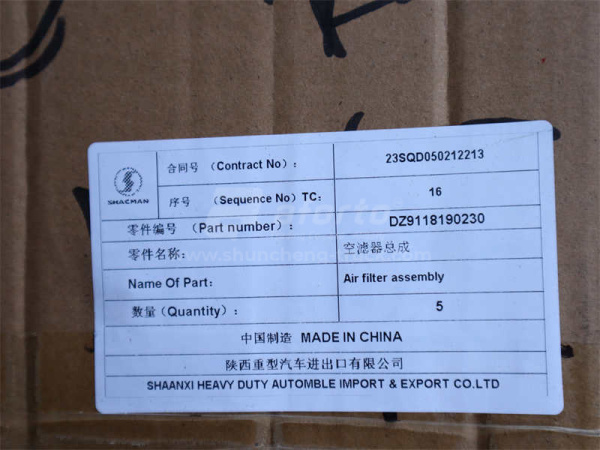 SHACMAN
合同号 (Contract No): 23SQD050212213
序号 (Sequence No) TC: 16
零件编号 (Part number): DZ9118190230
零件名称: 空滤器总成
Name Of Part: Air filter assembly
数量 (Quantity): 5
中国制造 MADE IN CHINA
陕西重型汽车进出口有限公司
SHAANXI HEAVY DUTY AUTOMBLE IMPORT & EXPORT CO.LTD